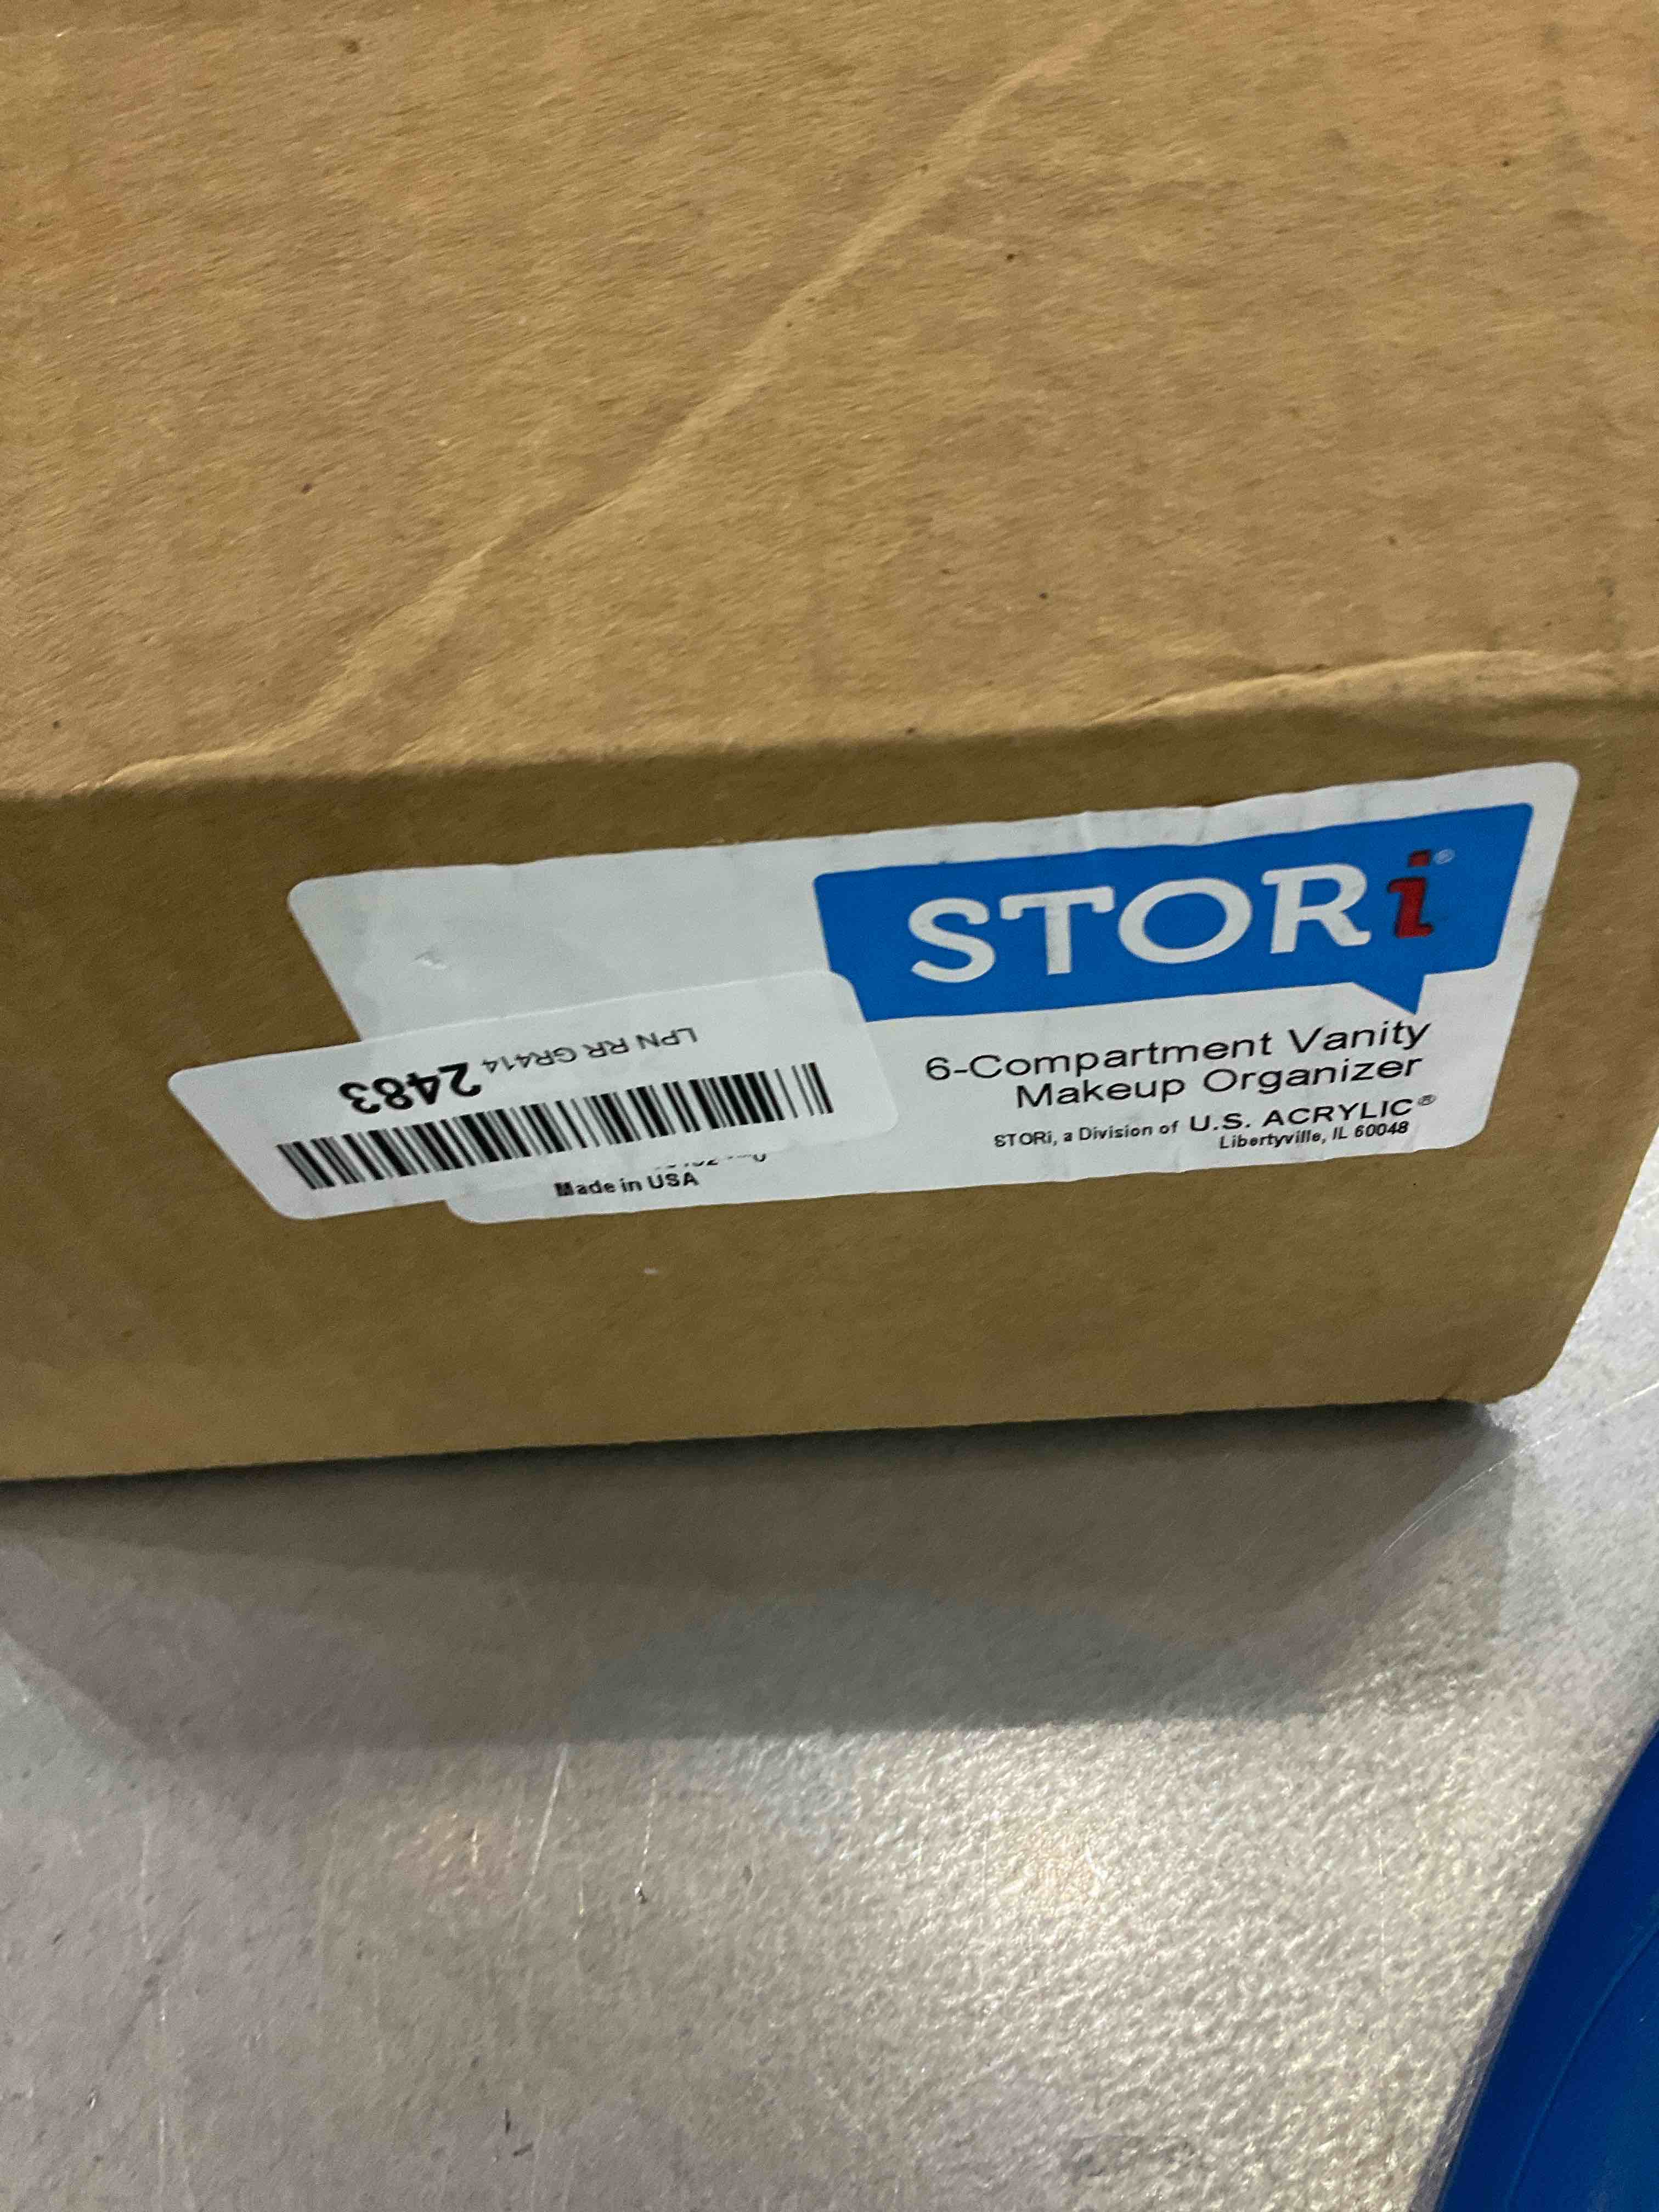 STORi®
6-Compartment Vanity
Makeup Organizer
STORi, a Division of U.S. ACRYLIC®
Libertyville, IL 60048
LPN RR GR414 2483
Made in USA